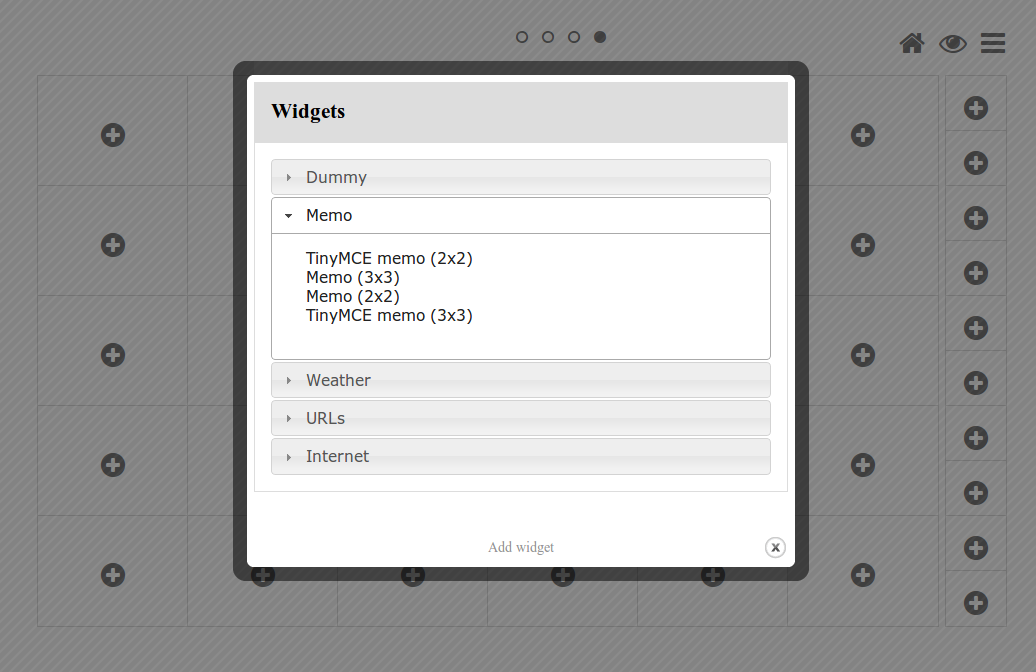 Widgets
Dummy
Memo
TinyMCE memo (2x2)
Memo (3x3)
Memo (2x2)
TinyMCE memo (3x3)
Weather
URLs
Internet
Add widget